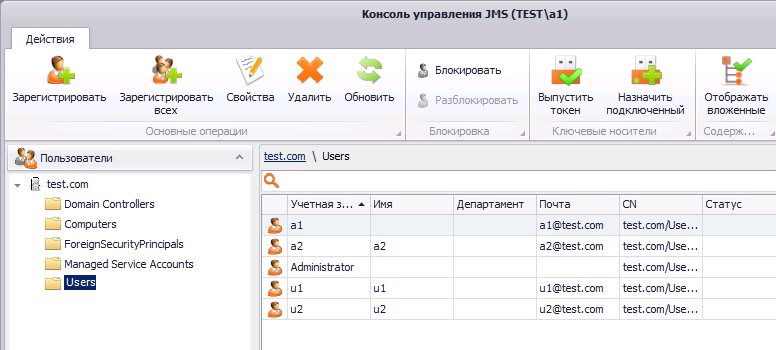 Консоль управления JMS (TEST\a1)
Действия
Зарегистрировать
Зарегистрировать всех
Свойства
Удалить
Обновить
Основные операции
Блокировать
Разблокировать
Блокировка
Выпустить токен
Назначить подключенный
Ключевые носители
Отображать вложенные
Содерж...
Пользователи
test.com
Domain Controllers
Computers
ForeignSecurityPrincipals
Managed Service Accounts
Users
test.com \ Users
Учетная з... Имя Департамент Почта CN Статус
a1 a1@test.com test.com/Use...
a2 a2 a2@test.com test.com/Use...
Administrator test.com/Use...
u1 u1 u1@test.com test.com/Use...
u2 u2 u2@test.com test.com/Use...